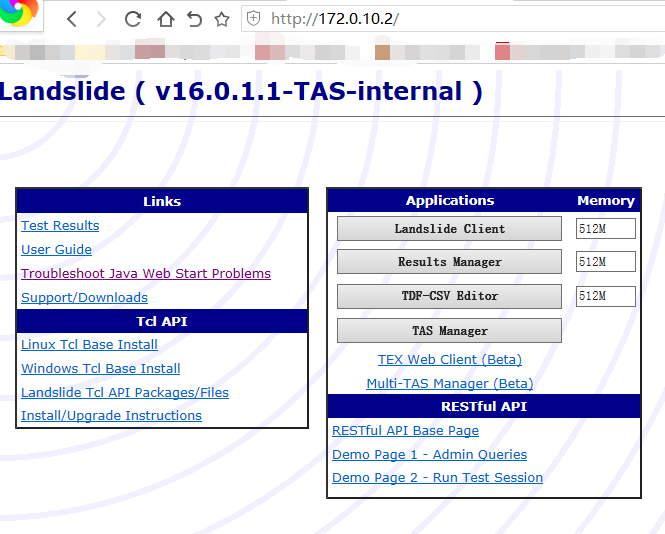 http://172.0.10.2/
Landslide ( v16.0.1.1-TAS-internal )
Links
Test Results
User Guide
Troubleshoot Java Web Start Problems
Support/Downloads
Tcl API
Linux Tcl Base Install
Windows Tcl Base Install
Landslide Tcl API Packages/Files
Install/Upgrade Instructions
Applications Memory
Landslide Client 512M
Results Manager 512M
TDF-CSV Editor 512M
TAS Manager
TEX Web Client (Beta)
Multi-TAS Manager (Beta)
RESTful API
RESTful API Base Page
Demo Page 1 - Admin Queries
Demo Page 2 - Run Test Session